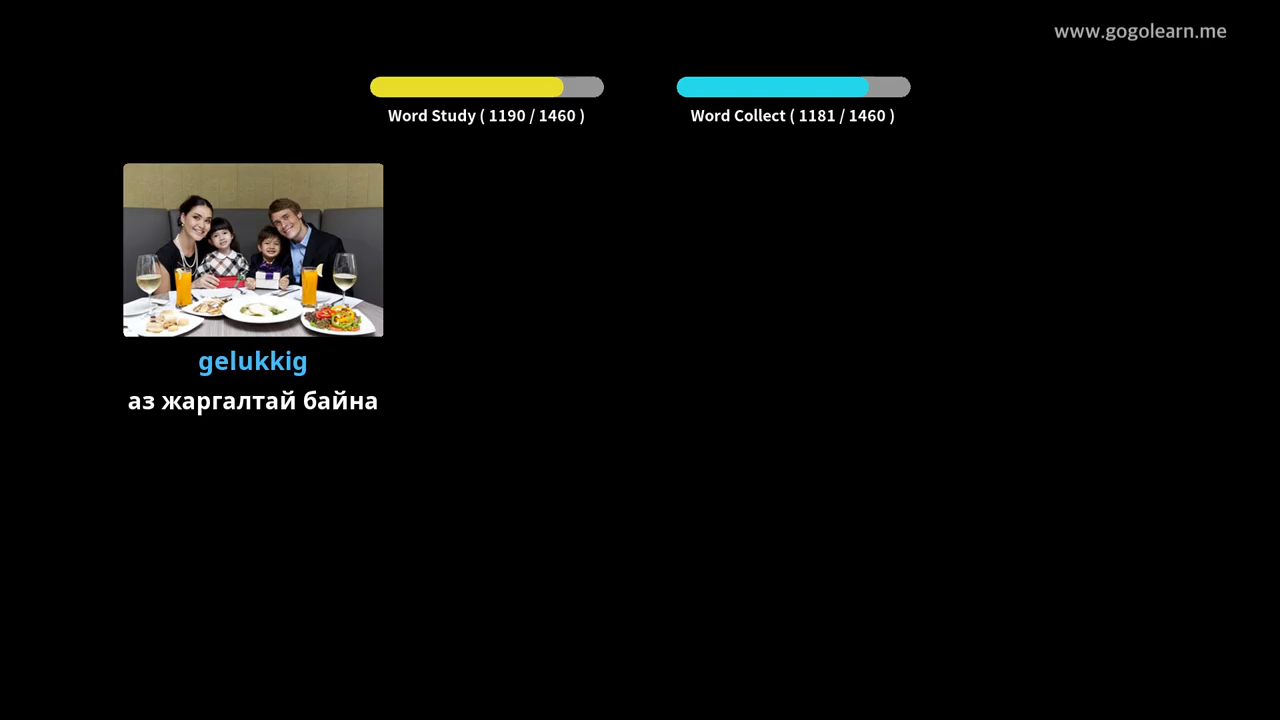 www.gogolearn.me
Word Study ( 1190 / 1460 )
Word Collect ( 1181 / 1460 )
gelukkig
аз жаргалтай байна